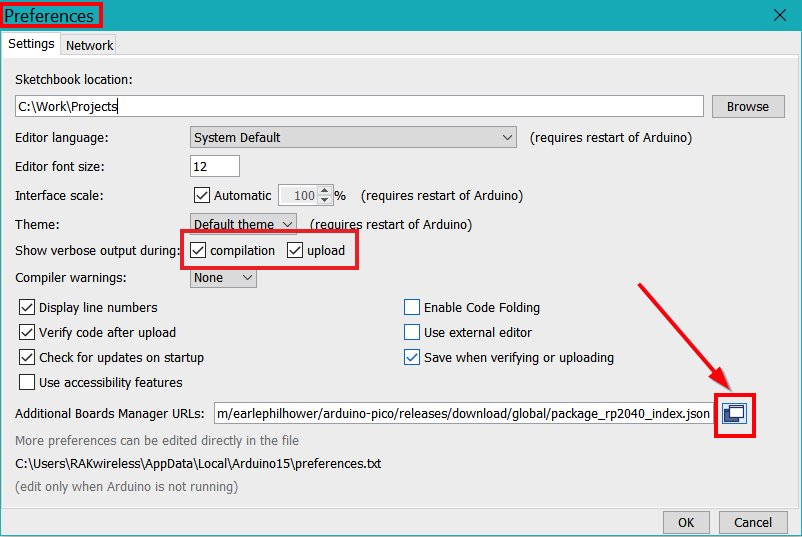 Preferences
Settings Network
Sketchbook location:
C:\Work\Projects Browse
Editor language: System Default (requires restart of Arduino)
Editor font size: 12
Interface scale: Automatic 100 % (requires restart of Arduino)
Theme: Default theme (requires restart of Arduino)
Show verbose output during: compilation upload
Compiler warnings: None
Display line numbers Enable Code Folding
Verify code after upload Use external editor
Check for updates on startup Save when verifying or uploading
Use accessibility features
Additional Boards Manager URLs: m/earlephilhower/arduino-pico/releases/download/global/package_rp2040_index.json
More preferences can be edited directly in the file
C:\Users\RAKwireless\AppData\Local\Arduino15\preferences.txt
(edit only when Arduino is not running)
OK Cancel